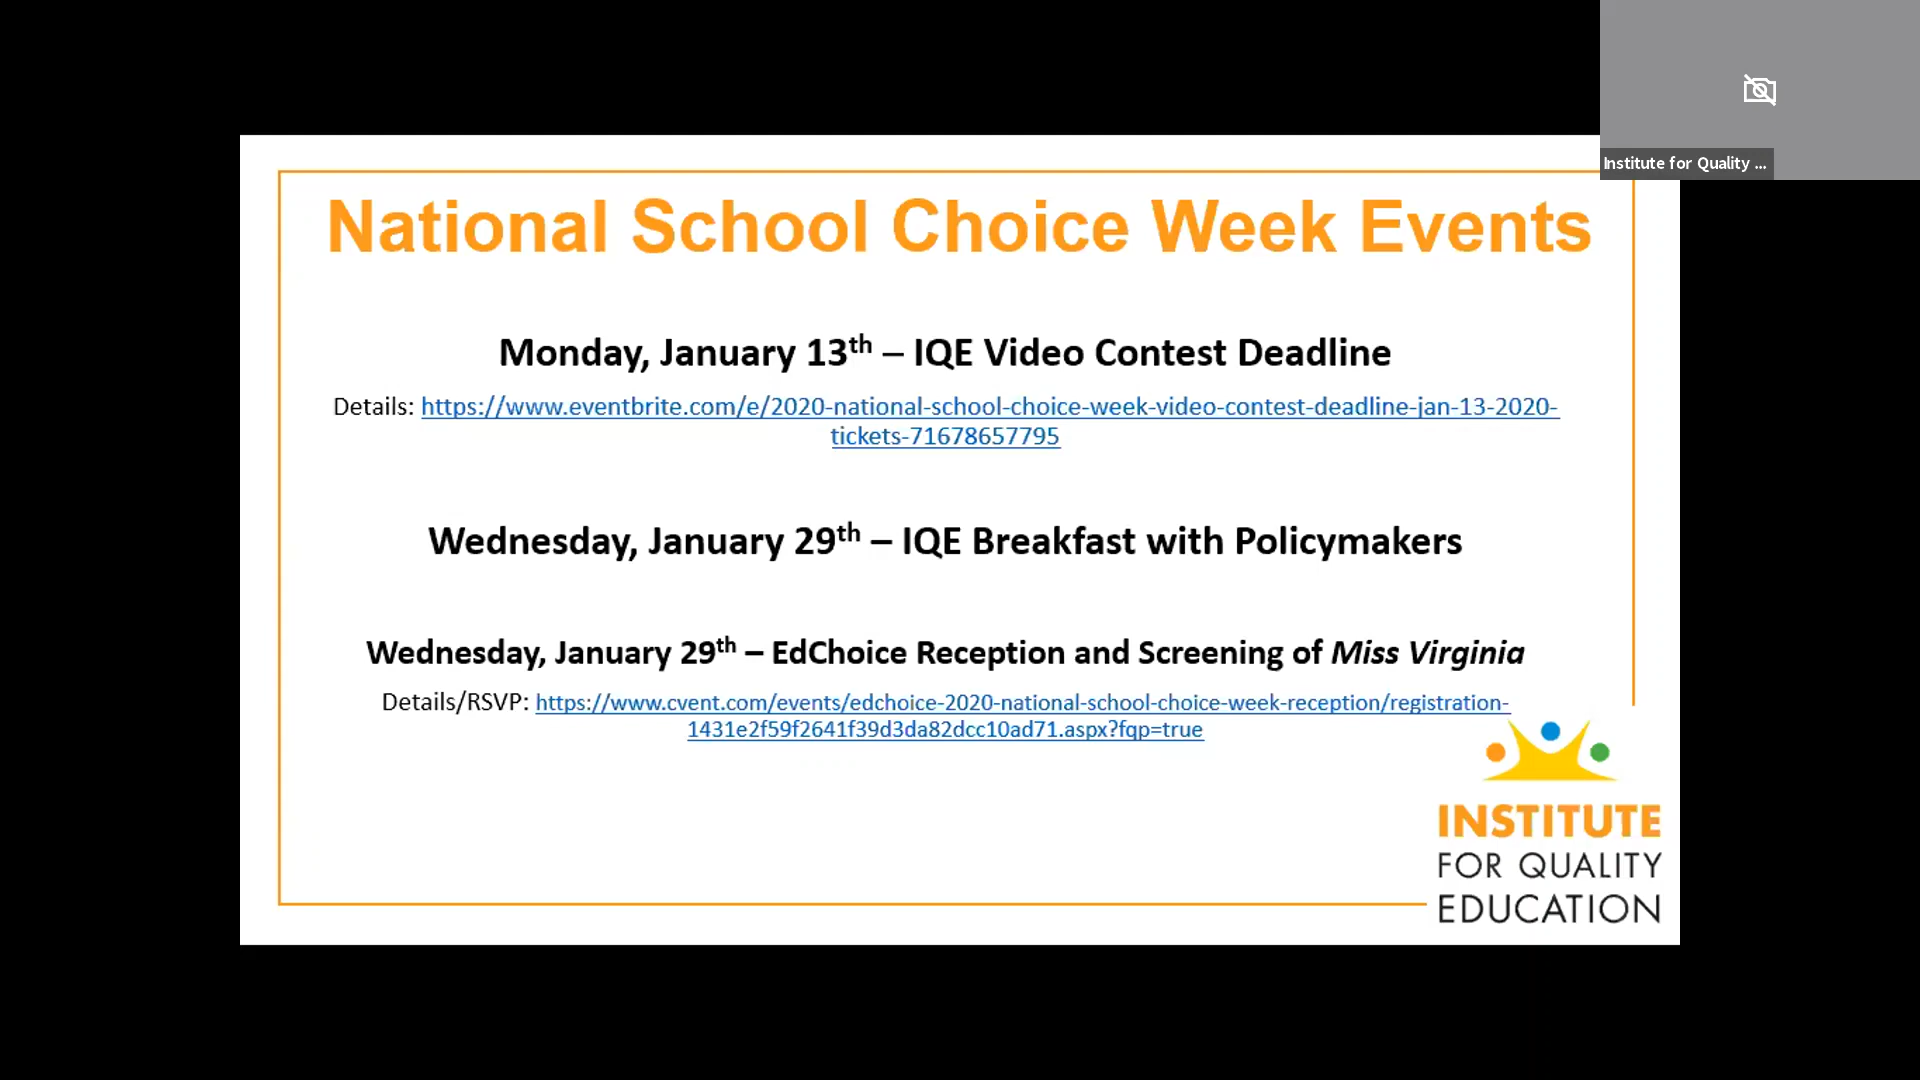 Institute for Quality ...
National School Choice Week Events
Monday, January 13th – IQE Video Contest Deadline
Details: https://www.eventbrite.com/e/2020-national-school-choice-week-video-contest-deadline-jan-13-2020-
tickets-71678657795
Wednesday, January 29th – IQE Breakfast with Policymakers
Wednesday, January 29th – EdChoice Reception and Screening of Miss Virginia
Details/RSVP: https://www.cvent.com/events/edchoice-2020-national-school-choice-week-reception/registration-
1431e2f59f2641f39d3da82dcc10ad71.aspx?fqp=true
INSTITUTE
FOR QUALITY
EDUCATION